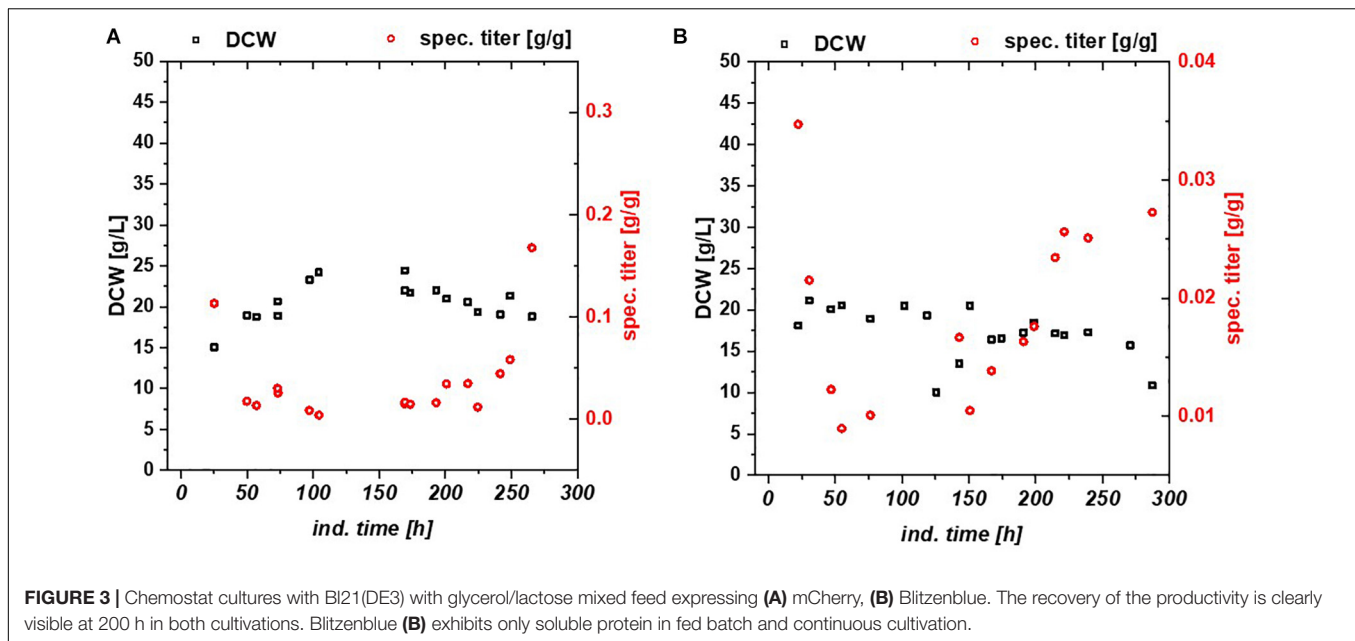 A
DCW
spec. titer [g/g]
50
45
40
35
30
25
20
15
10
5
0
DCW [g/L]
0.3
0.2
0.1
0.0
spec. titer [g/g]
0 50 100 150 200 250 300
ind. time [h]
B
DCW
spec. titer [g/g]
50
45
40
35
30
25
20
15
10
5
0
DCW [g/L]
0.04
0.03
0.02
0.01
spec. titer [g/g]
0 50 100 150 200 250 300
ind. time [h]
FIGURE 3 | Chemostat cultures with Bl21(DE3) with glycerol/lactose mixed feed expressing (A) mCherry, (B) Blitzenblue. The recovery of the productivity is clearly
visible at 200 h in both cultivations. Blitzenblue (B) exhibits only soluble protein in fed batch and continuous cultivation.